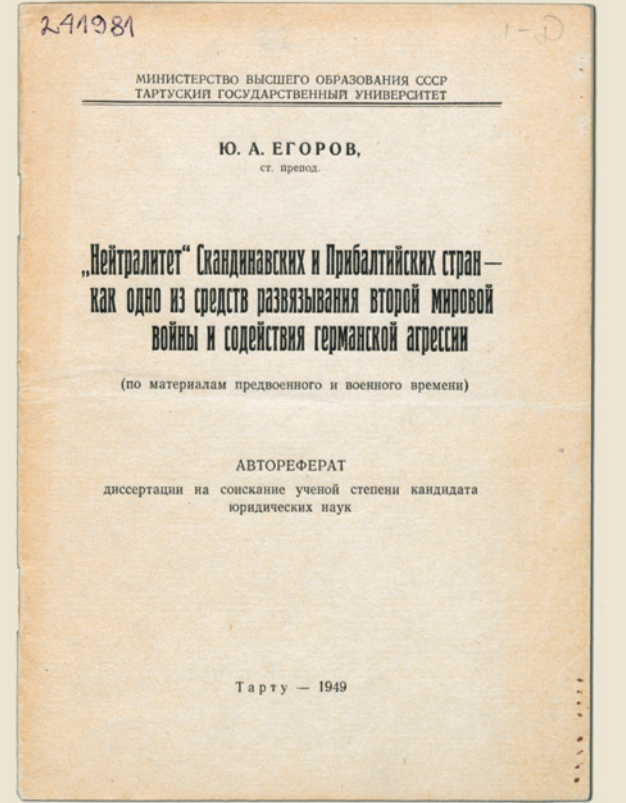 241981
МИНИСТЕРСТВО ВЫСШЕГО ОБРАЗОВАНИЯ СССР
ТАРТУСКИЙ ГОСУДАРСТВЕННЫЙ УНИВЕРСИТЕТ
Ю. А. ЕГОРОВ,
ст. препод.
„Нейтралитет“ Скандинавских и Прибалтийских стран —
как одно из средств развязывания второй мировой
войны и содействия германской агрессии
(по материалам предвоенного и военного времени)
АВТОРЕФЕРАТ
диссертации на соискание ученой степени кандидата
юридических наук
Тарту — 1949